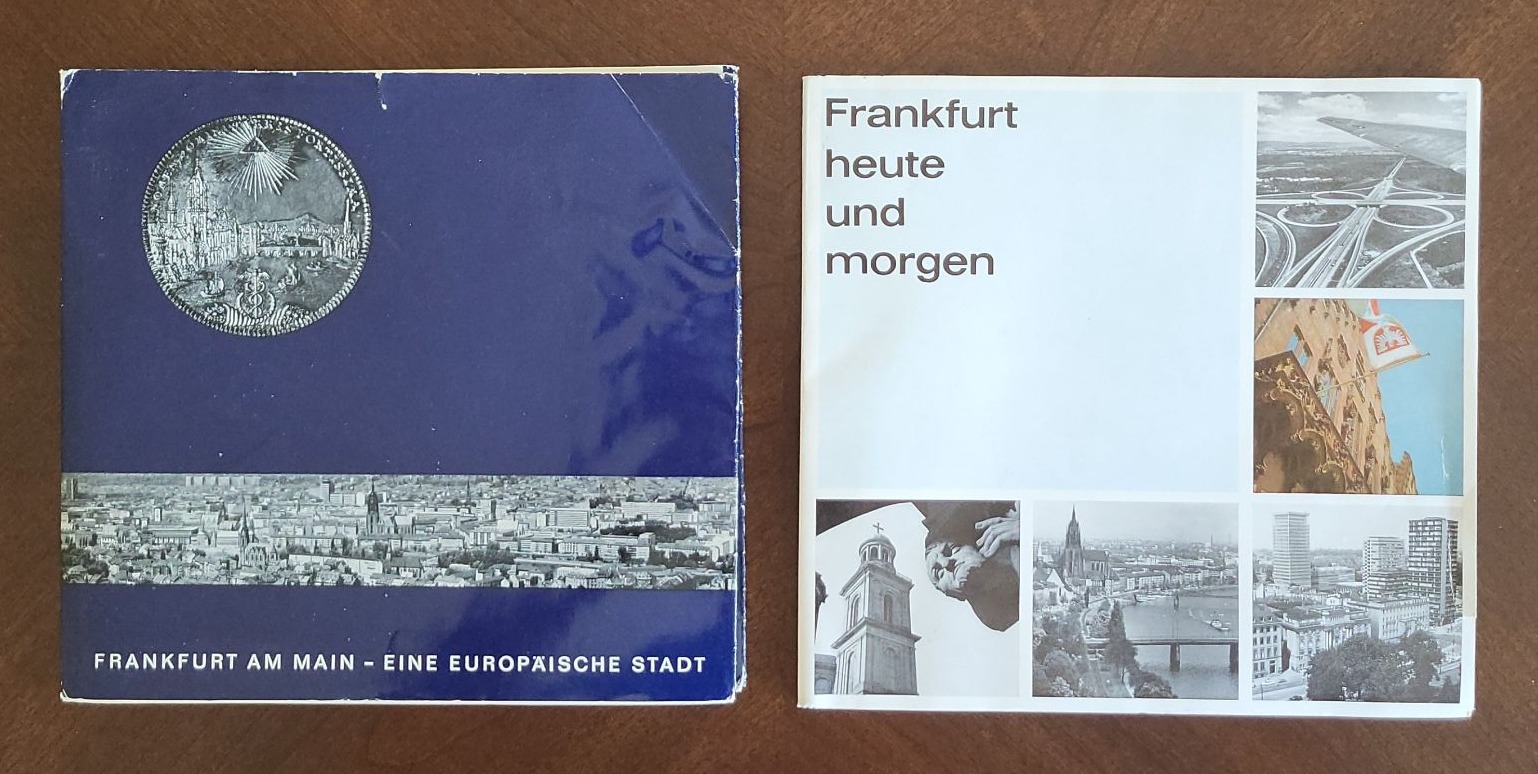 FRANKFURT AM MAIN – EINE EUROPÄISCHE STADT
Frankfurt
heute
und
morgen